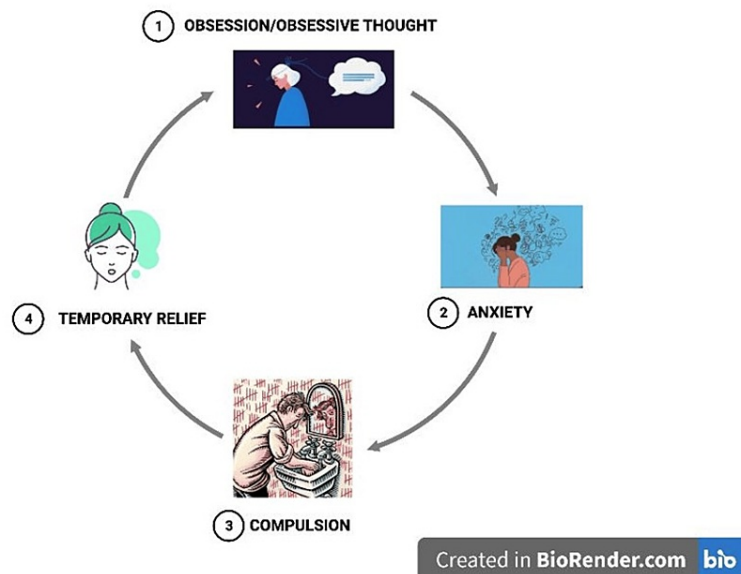 1 OBSESSION/OBSESSIVE THOUGHT
2 ANXIETY
3 COMPULSION
4 TEMPORARY RELIEF
Created in BioRender.com bio